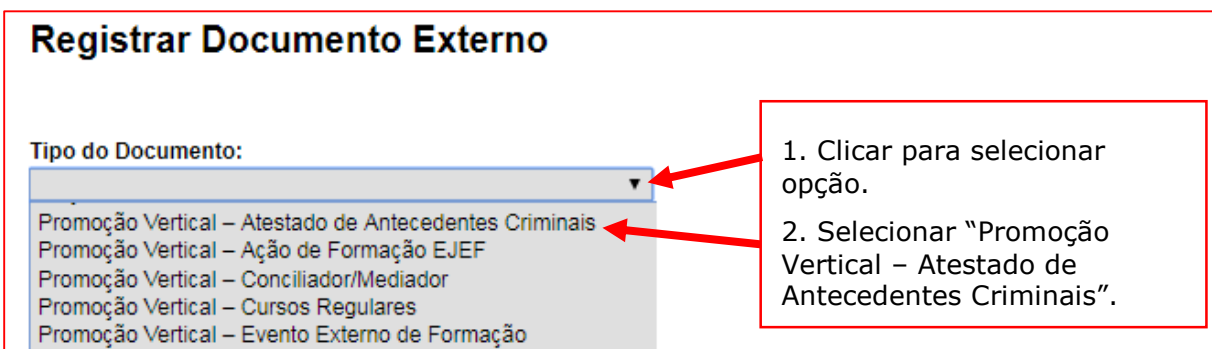 Registrar Documento Externo
Tipo do Documento:
Promoção Vertical – Atestado de Antecedentes Criminais
Promoção Vertical – Ação de Formação EJEF
Promoção Vertical – Conciliador/Mediador
Promoção Vertical – Cursos Regulares
Promoção Vertical – Evento Externo de Formação
1. Clicar para selecionar
opção.
2. Selecionar “Promoção
Vertical – Atestado de
Antecedentes Criminais”.